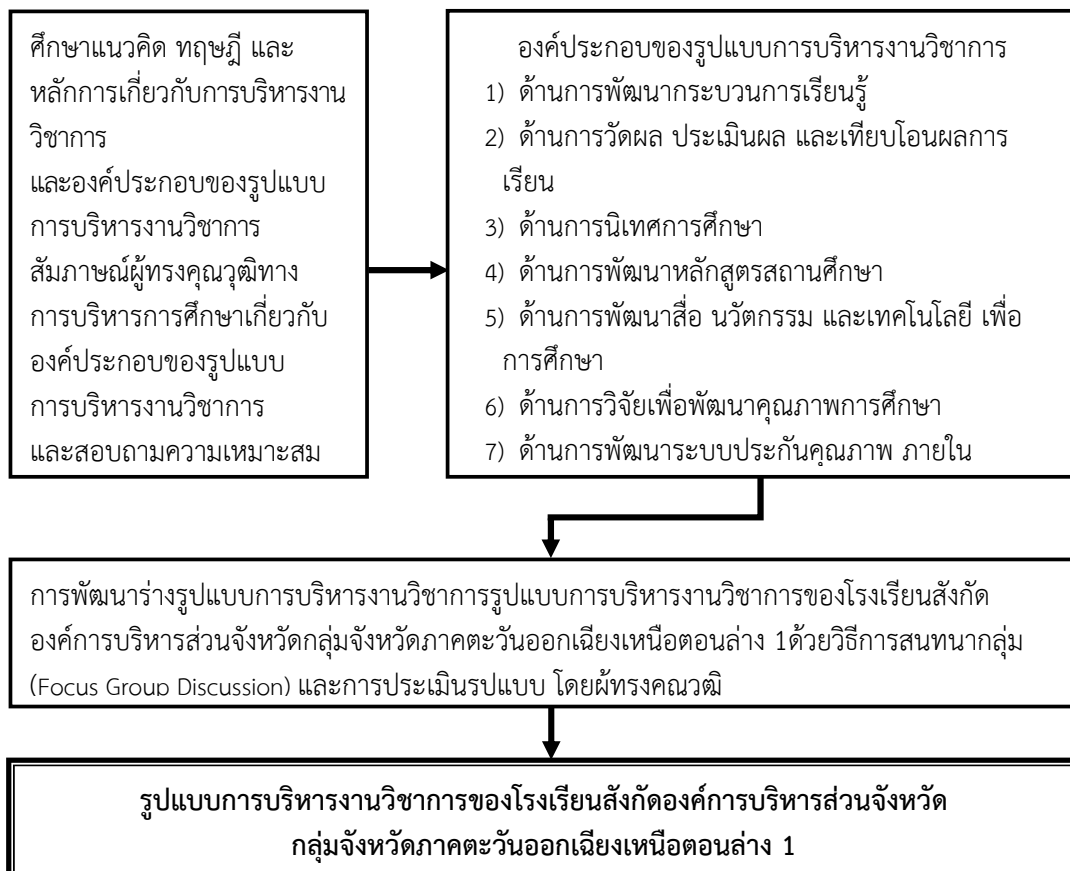 ศึกษาแนวคิด ทฤษฎี และ
หลักการเกี่ยวกับการบริหารงาน
วิชาการ
และองค์ประกอบของรูปแบบ
การบริหารงานวิชาการ
สัมภาษณ์ผู้ทรงคุณวุฒิทาง
การบริหารการศึกษาเกี่ยวกับ
องค์ประกอบของรูปแบบ
การบริหารงานวิชาการ
และสอบถามความเหมาะสม
องค์ประกอบของรูปแบบการบริหารงานวิชาการ
1) ด้านการพัฒนากระบวนการเรียนรู้
2) ด้านการวัดผล ประเมินผล และเทียบโอนผลการ
เรียน
3) ด้านการนิเทศการศึกษา
4) ด้านการพัฒนาหลักสูตรสถานศึกษา
5) ด้านการพัฒนาสื่อ นวัตกรรม และเทคโนโลยี เพื่อ
การศึกษา
6) ด้านการวิจัยเพื่อพัฒนาคุณภาพการศึกษา
7) ด้านการพัฒนาระบบประกันคุณภาพ ภายใน
การพัฒนาร่างรูปแบบการบริหารงานวิชาการรูปแบบการบริหารงานวิชาการของโรงเรียนสังกัด
องค์การบริหารส่วนจังหวัดกลุ่มจังหวัดภาคตะวันออกเฉียงเหนือตอนล่าง 1ด้วยวิธีการสนทนากลุ่ม
(Focus Group Discussion) และการประเมินรูปแบบ โดยผู้ทรงคุณวุฒิ
รูปแบบการบริหารงานวิชาการของโรงเรียนสังกัดองค์การบริหารส่วนจังหวัด
กลุ่มจังหวัดภาคตะวันออกเฉียงเหนือตอนล่าง 1